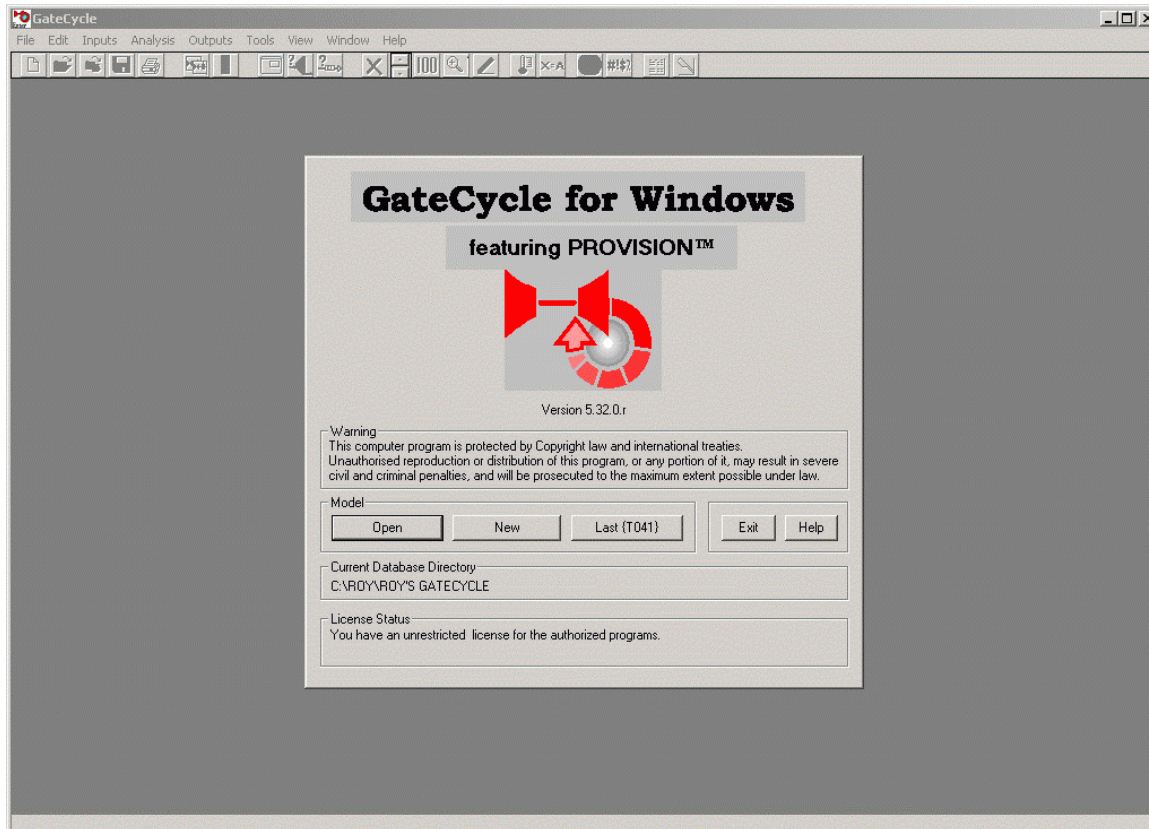 GateCycle
File Edit Inputs Analysis Outputs Tools View Window Help
100 X=A #!$%
GateCycle for Windows
featuring PROVISION™
Version 5.32.0.r
Warning
This computer program is protected by Copyright law and international treaties.
Unauthorised reproduction or distribution of this program, or any portion of it, may result in severe
civil and criminal penalties, and will be prosecuted to the maximum extent possible under law.
Model
Open New Last {T041} Exit Help
Current Database Directory
C:\ROY\ROY'S GATECYCLE
License Status
You have an unrestricted license for the authorized programs.